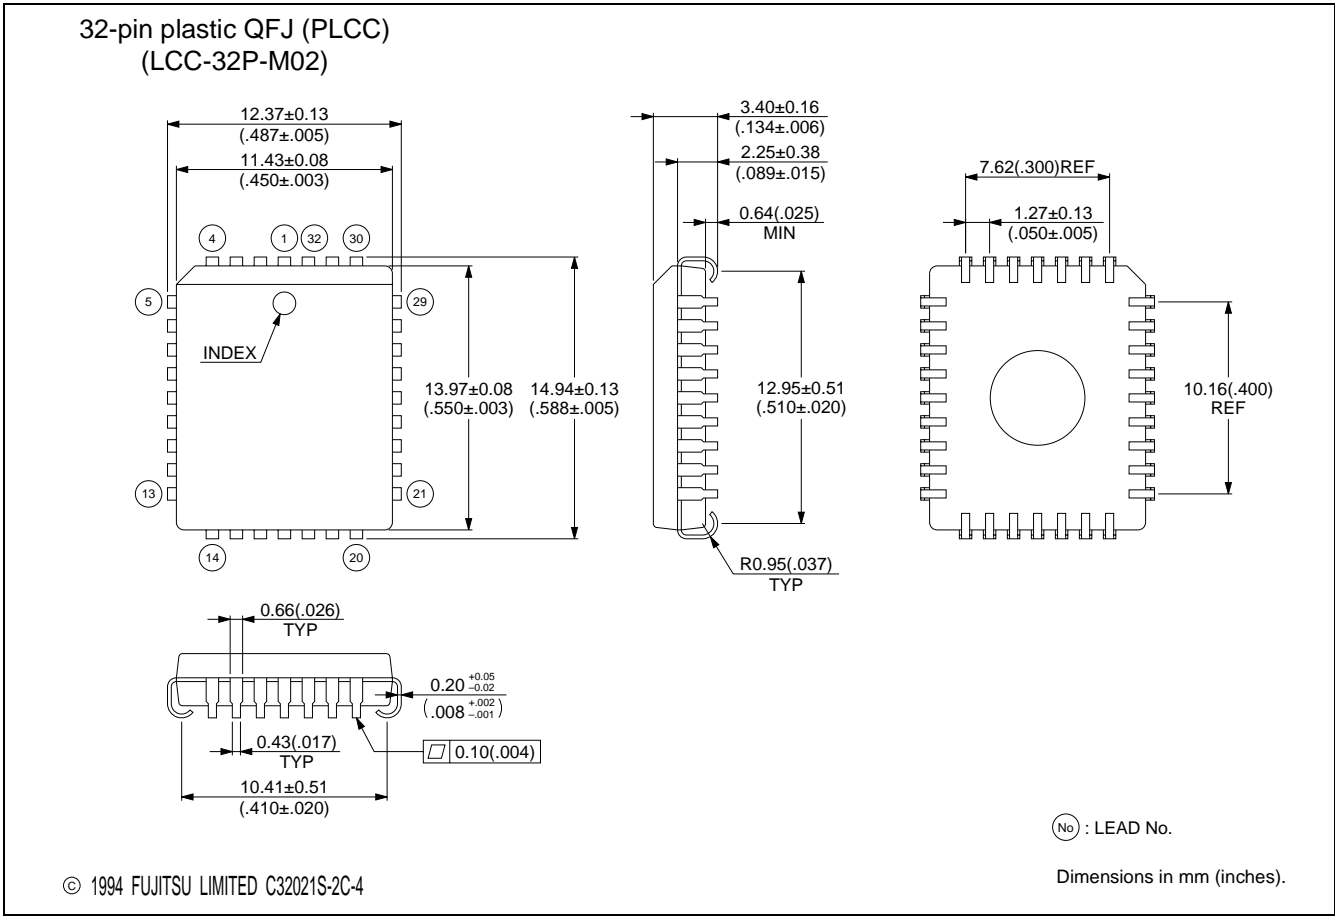 32-pin plastic QFJ (PLCC)
(LCC-32P-M02)
12.37±0.13
(.487±.005)
11.43±0.08
(.450±.003)
3.40±0.16
(.134±.006)
2.25±0.38
(.089±.015)
0.64(.025)
MIN
7.62(.300)REF
1.27±0.13
(.050±.005)
4
1
32
30
5
29
INDEX
13.97±0.08
(.550±.003)
14.94±0.13
(.588±.005)
12.95±0.51
(.510±.020)
10.16(.400)
REF
13
21
14
20
R0.95(.037)
TYP
0.66(.026)
TYP
0.20 +0.05 –0.02
(.008 +.002 –.001)
0.43(.017)
TYP
0.10(.004)
10.41±0.51
(.410±.020)
No : LEAD No.
© 1994 FUJITSU LIMITED C32021S-2C-4
Dimensions in mm (inches).